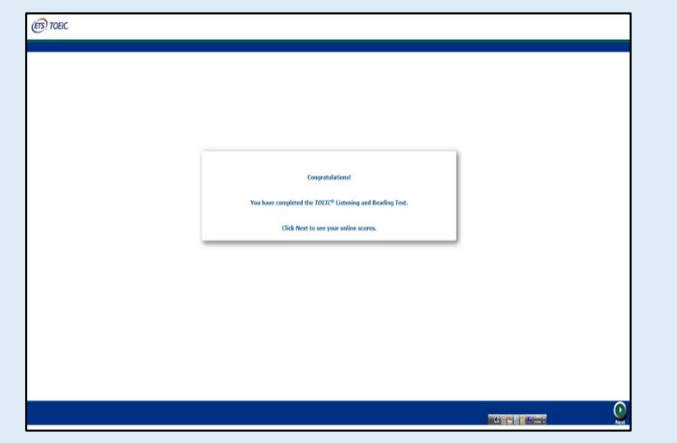 ETS TOEIC
Congratulations!
You have completed the TOEIC® Listening and Reading Test.
Click Next to see your online scores.
Next